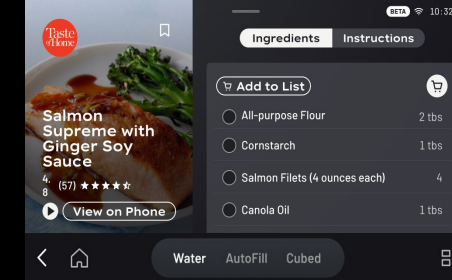 BETA 10:32
Taste
of Home
Ingredients Instructions
Add to List
Salmon
Supreme with
Ginger Soy
Sauce
4.
8
(57)
View on Phone
All-purpose Flour 2 tbs
Cornstarch 1 tbs
Salmon Filets (4 ounces each) 4
Canola Oil 1 tbs
Water AutoFill Cubed